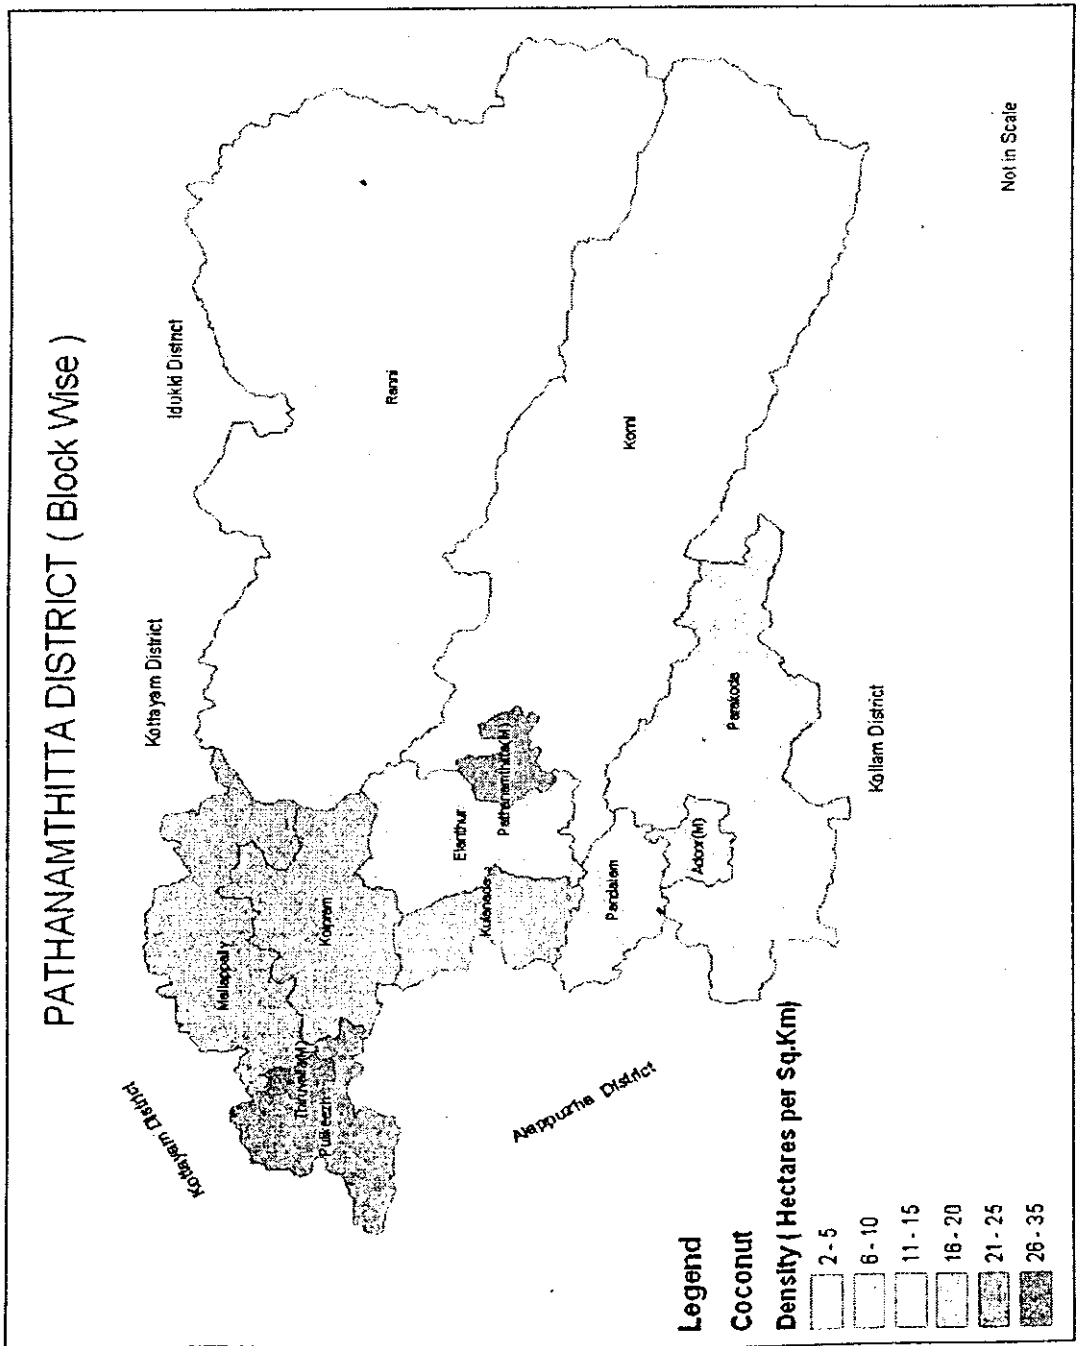 PATHANAMTHITTA DISTRICT ( Block Wise )
Kottayam District
Kottayam District
Idukki District
Mallappally
Thiruvalla(M)
Pulikeezh
Koipram
Ranni
Elanthur
Pathanamthitta(M)
Kulanada
Konni
Pandalam
Adoor(M)
Parakode
Alappuzha District
Kollam District
Not in Scale
Legend
Coconut
Density ( Hectares per Sq.Km)
2 - 5
6 - 10
11 - 15
16 - 20
21 - 25
26 - 35